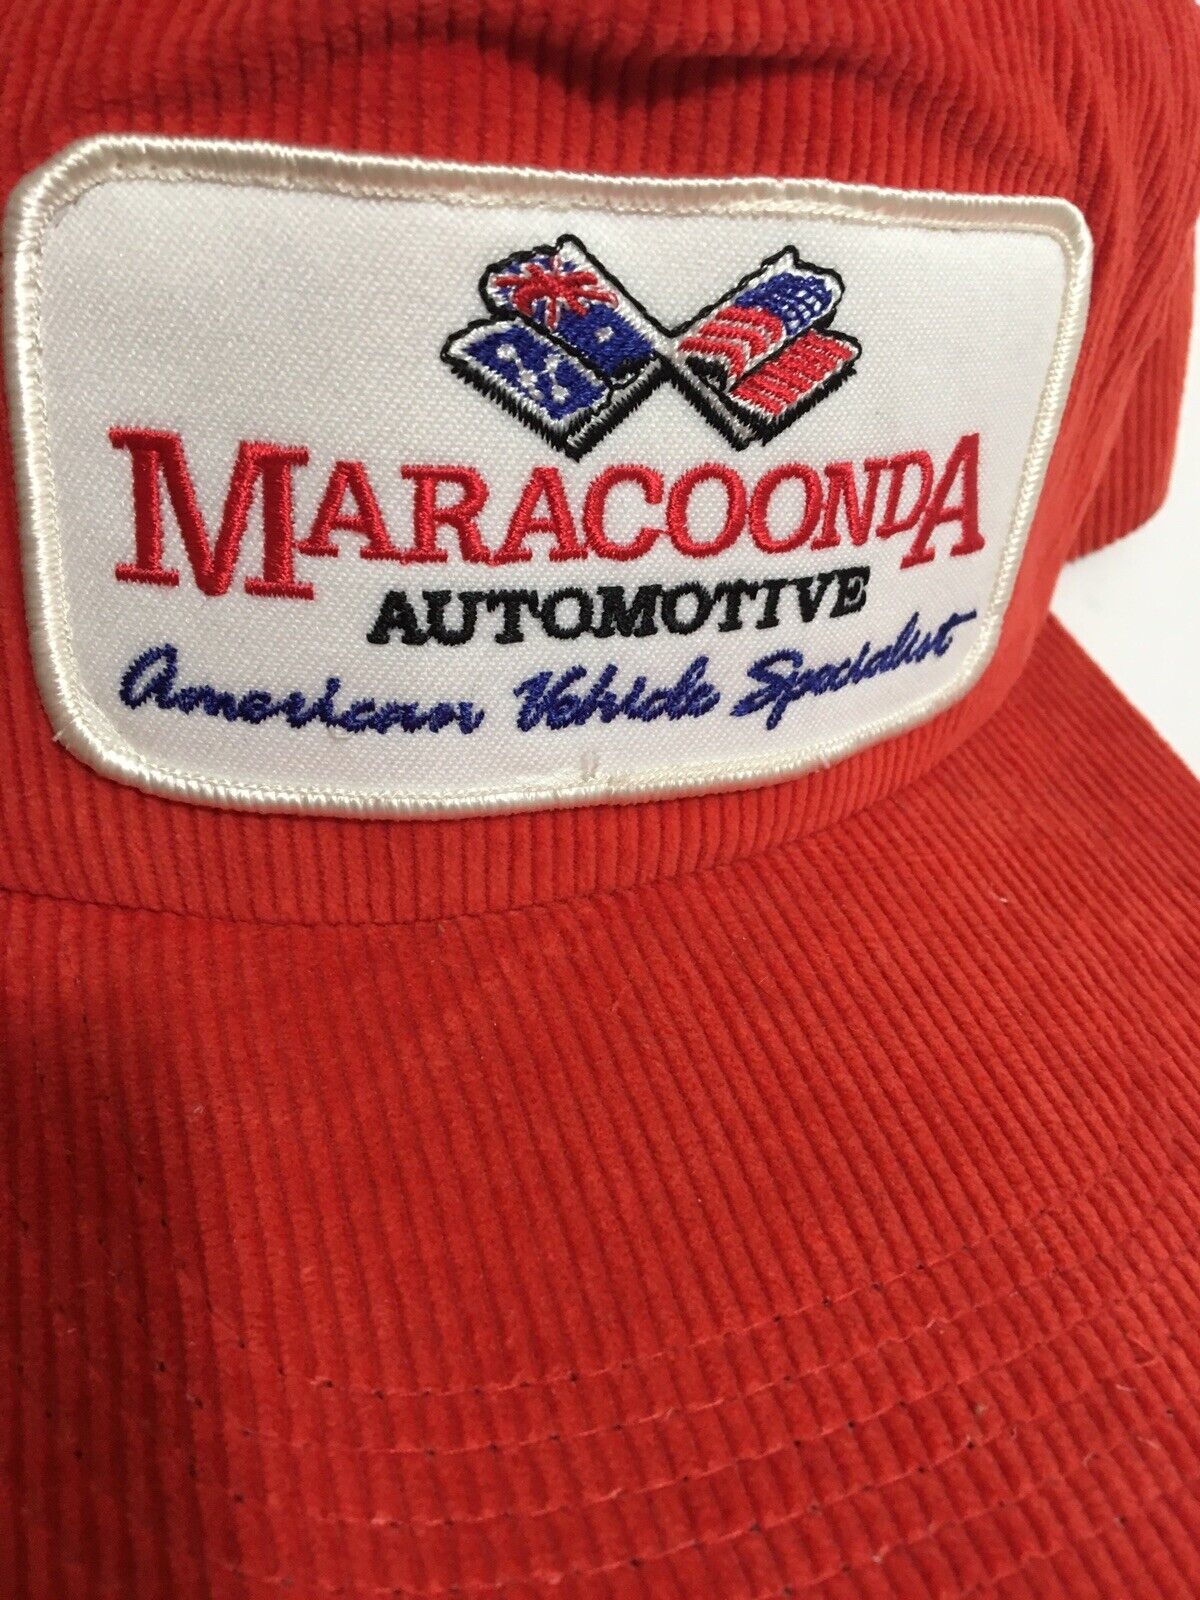 MARACOONDA
AUTOMOTIVE
American Vehicle Specialist